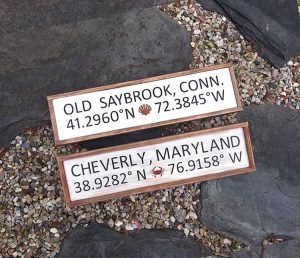 OLD SAYBROOK, CONN.
41.2960°N 72.3845°W
CHEVERLY, MARYLAND
38.9282° N 76.9158° W